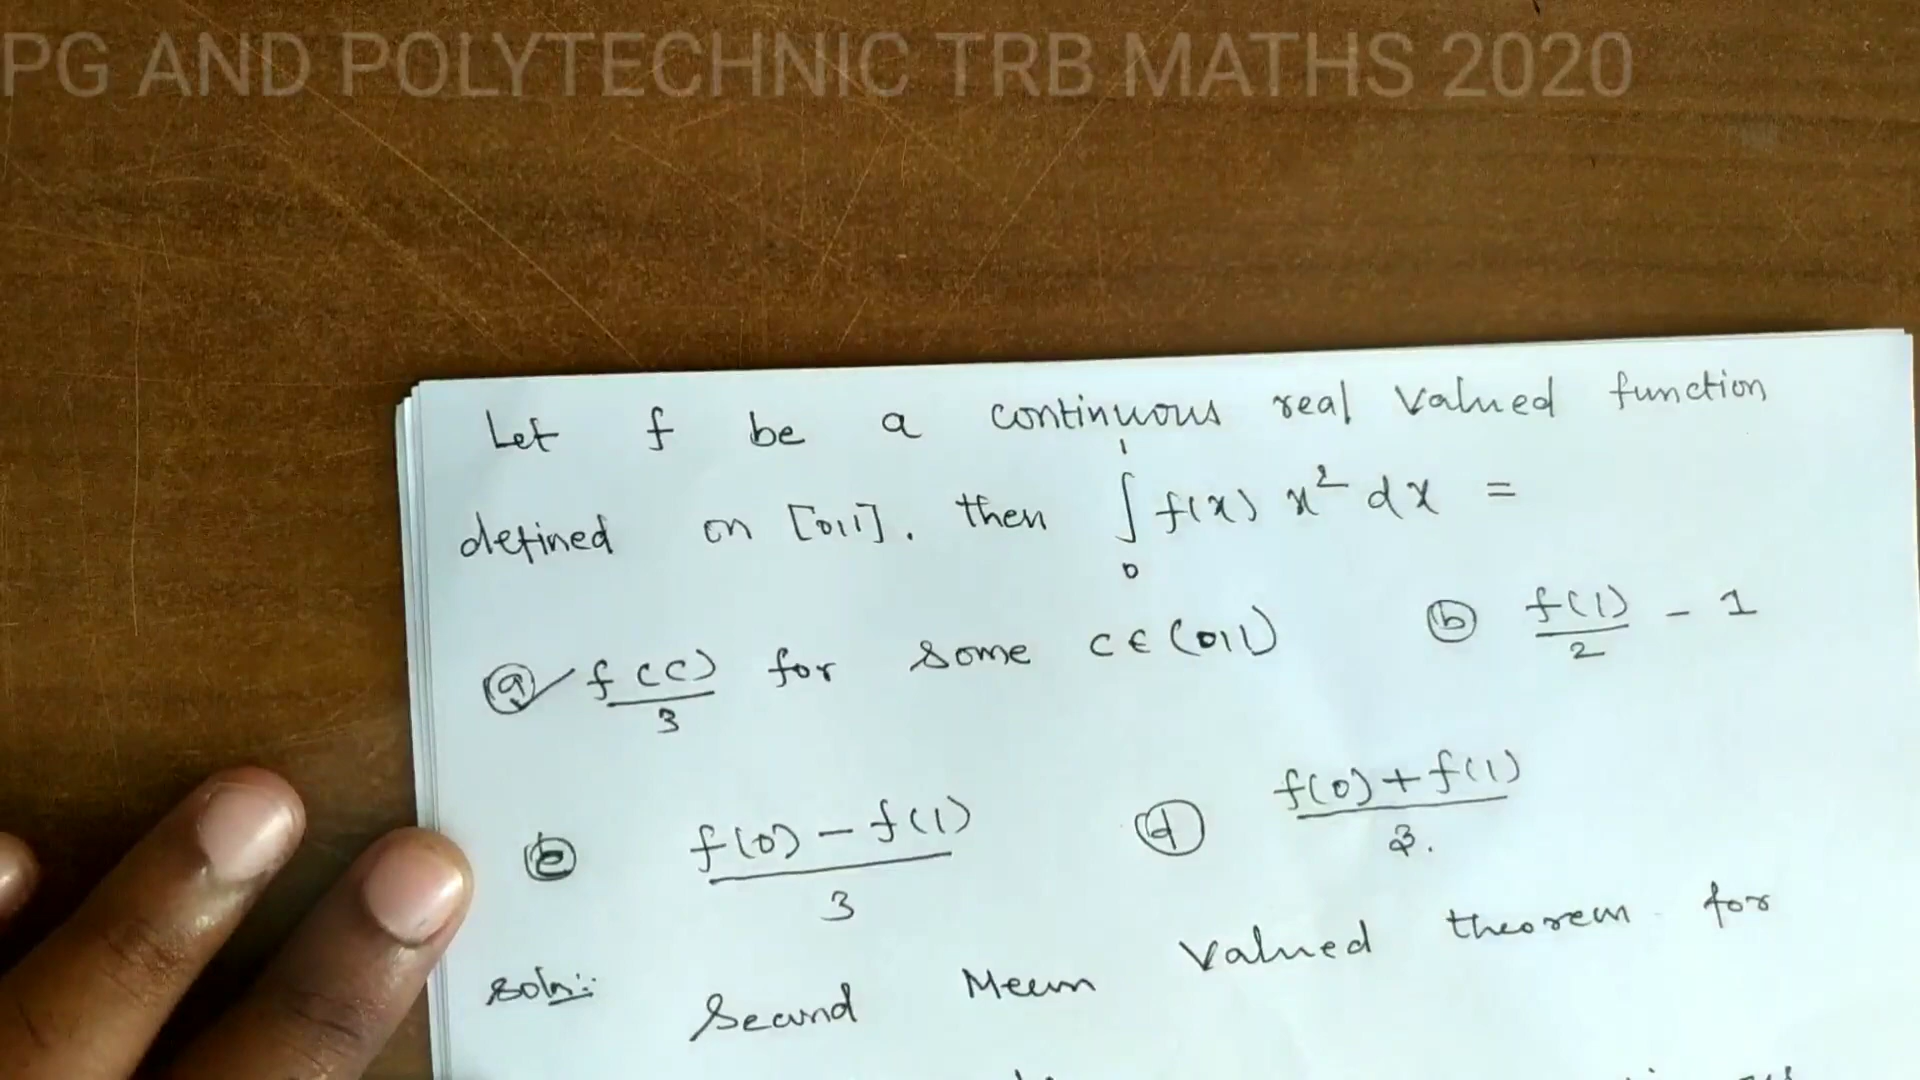 PG AND POLYTECHNIC TRB MATHS 2020
Let f be a continuous real valued function
defined on [0,1]. then ∫₀¹ f(x) x² dx =
(a) ✓ f(c)/3 for some c ∈ (0,1) (b) f(1)/2 - 1
(c) f(0) - f(1)/3 (d) f(0) + f(1)/3.
Soln:- Second Mean Valued theorem for